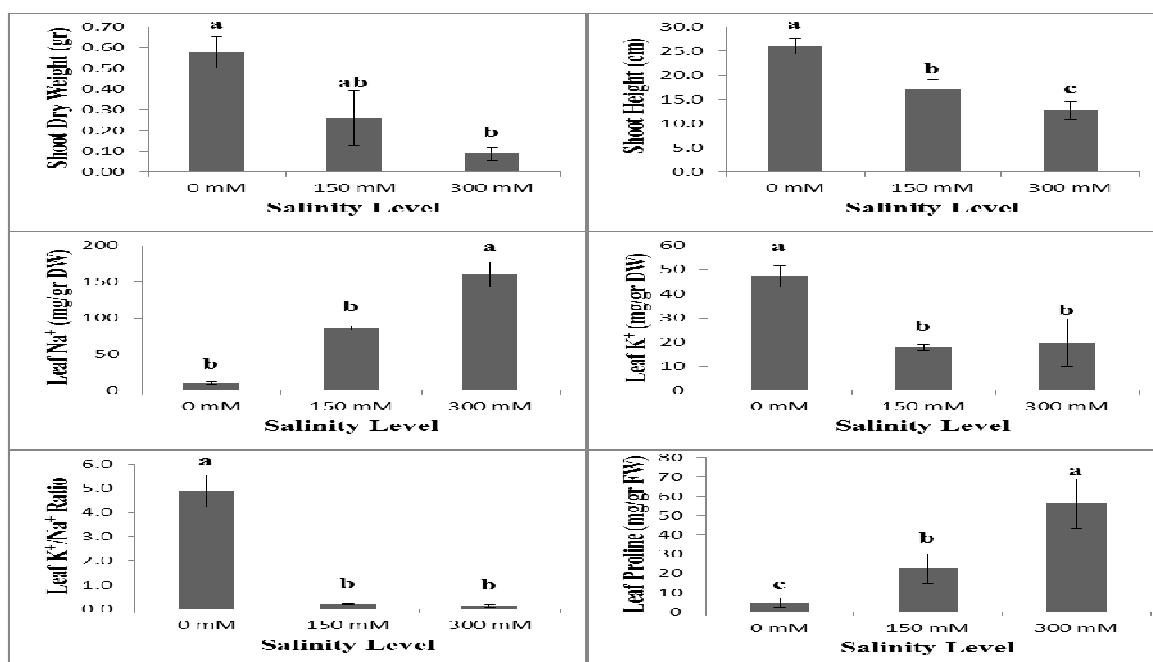 Shoot Dry Weight (gr)
0.70
0.60
0.50
0.40
0.30
0.20
0.10
0.00
a
ab
b
0 mM 150 mM 300 mM
Salinity Level
Shoot Height (cm)
30.0
25.0
20.0
15.0
10.0
5.0
0.0
a
b
c
0 mM 150 mM 300 mM
Salinity Level
Leaf Na⁺ (mg/gr DW)
200
150
100
50
0
b
b
a
0 mM 150 mM 300 mM
Salinity Level
Leaf K⁺ (mg/gr DW)
60
50
40
30
20
10
0
a
b
b
0 mM 150 mM 300 mM
Salinity Level
Leaf K⁺/Na⁺ Ratio
6.0
5.0
4.0
3.0
2.0
1.0
0.0
a
b
b
0 mM 150 mM 300 mM
Salinity Level
Leaf Proline (mg/gr FW)
80
70
60
50
40
30
20
10
0
c
b
a
0 mM 150 mM 300 mM
Salinity Level